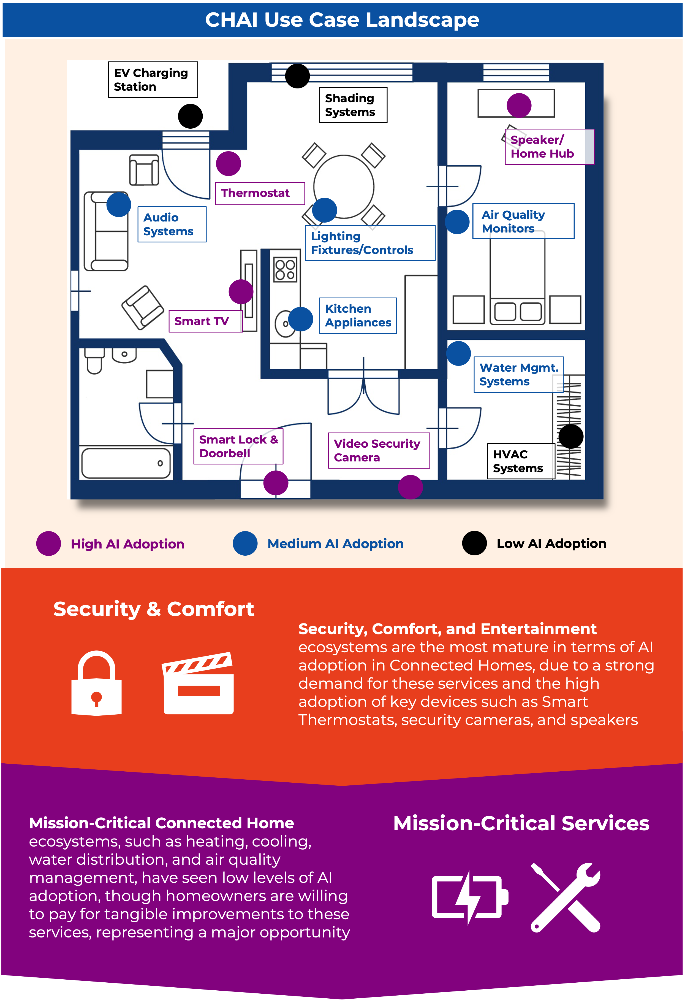 CHAI Use Case Landscape
EV Charging
Station
Shading
Systems
Speaker/
Home Hub
Thermostat
Audio
Systems
Air Quality
Monitors
Lighting
Fixtures/Controls
Smart TV
Kitchen
Appliances
Water Mgmt.
Systems
Smart Lock &
Doorbell
Video Security
Camera
HVAC
Systems
High AI Adoption
Medium AI Adoption
Low AI Adoption
Security & Comfort
Security, Comfort, and Entertainment
ecosystems are the most mature in terms of AI
adoption in Connected Homes, due to a strong
demand for these services and the high
adoption of key devices such as Smart
Thermostats, security cameras, and speakers
Mission-Critical Connected Home
ecosystems, such as heating, cooling,
water distribution, and air quality
management, have seen low levels of AI
adoption, though homeowners are willing
to pay for tangible improvements to these
services, representing a major opportunity
Mission-Critical Services